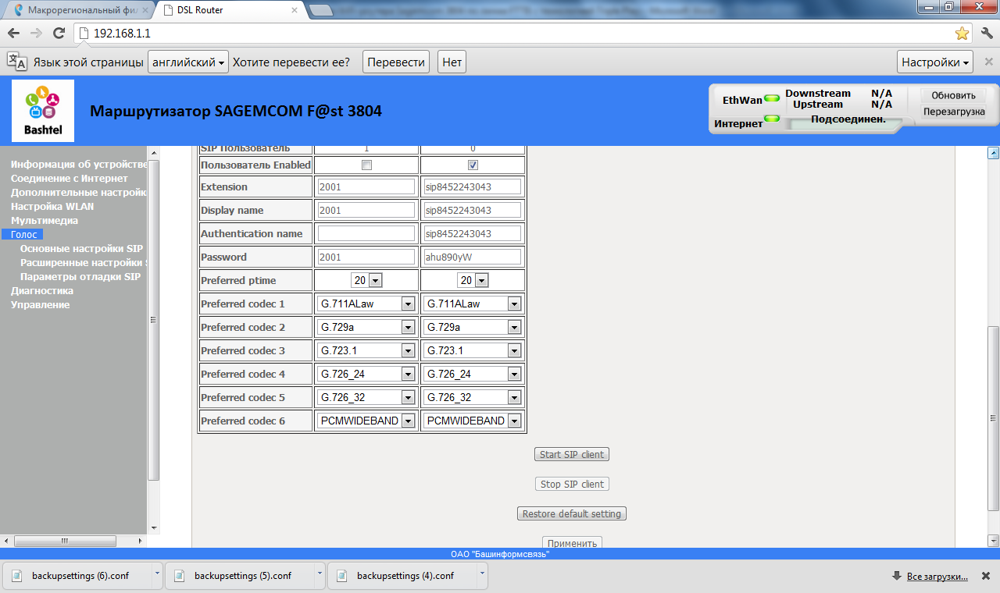 Макрорегиональный фил
DSL Router
192.168.1.1
Язык этой страницы английский Хотите перевести ее? Перевести Нет Настройки
Bashtel
Маршрутизатор SAGEMCOM F@st 3804
EthWan Downstream N/A
Upstream N/A
Интернет Подсоединен.
Обновить
Перезагрузка
Информация об устройстве
Соединение с Интернет
Дополнительные настройк
Настройка WLAN
Мультимедиа
Голос
Основные настройки SIP
Расширенные настройки S
Параметры отладки SIP
Диагностика
Управление
SIP Пользователь 1 0
Пользователь Enabled
Extension 2001 sip8452243043
Display name 2001 sip8452243043
Authentication name sip8452243043
Password 2001 ahu890yW
Preferred ptime 20 20
Preferred codec 1 G.711ALaw G.711ALaw
Preferred codec 2 G.729a G.729a
Preferred codec 3 G.723.1 G.723.1
Preferred codec 4 G.726_24 G.726_24
Preferred codec 5 G.726_32 G.726_32
Preferred codec 6 PCMWIDEBAND PCMWIDEBAND
Start SIP client
Stop SIP client
Restore default setting
Применить
ОАО "Башинформсвязь"
backupsettings (6).conf backupsettings (5).conf backupsettings (4).conf Все загрузки...